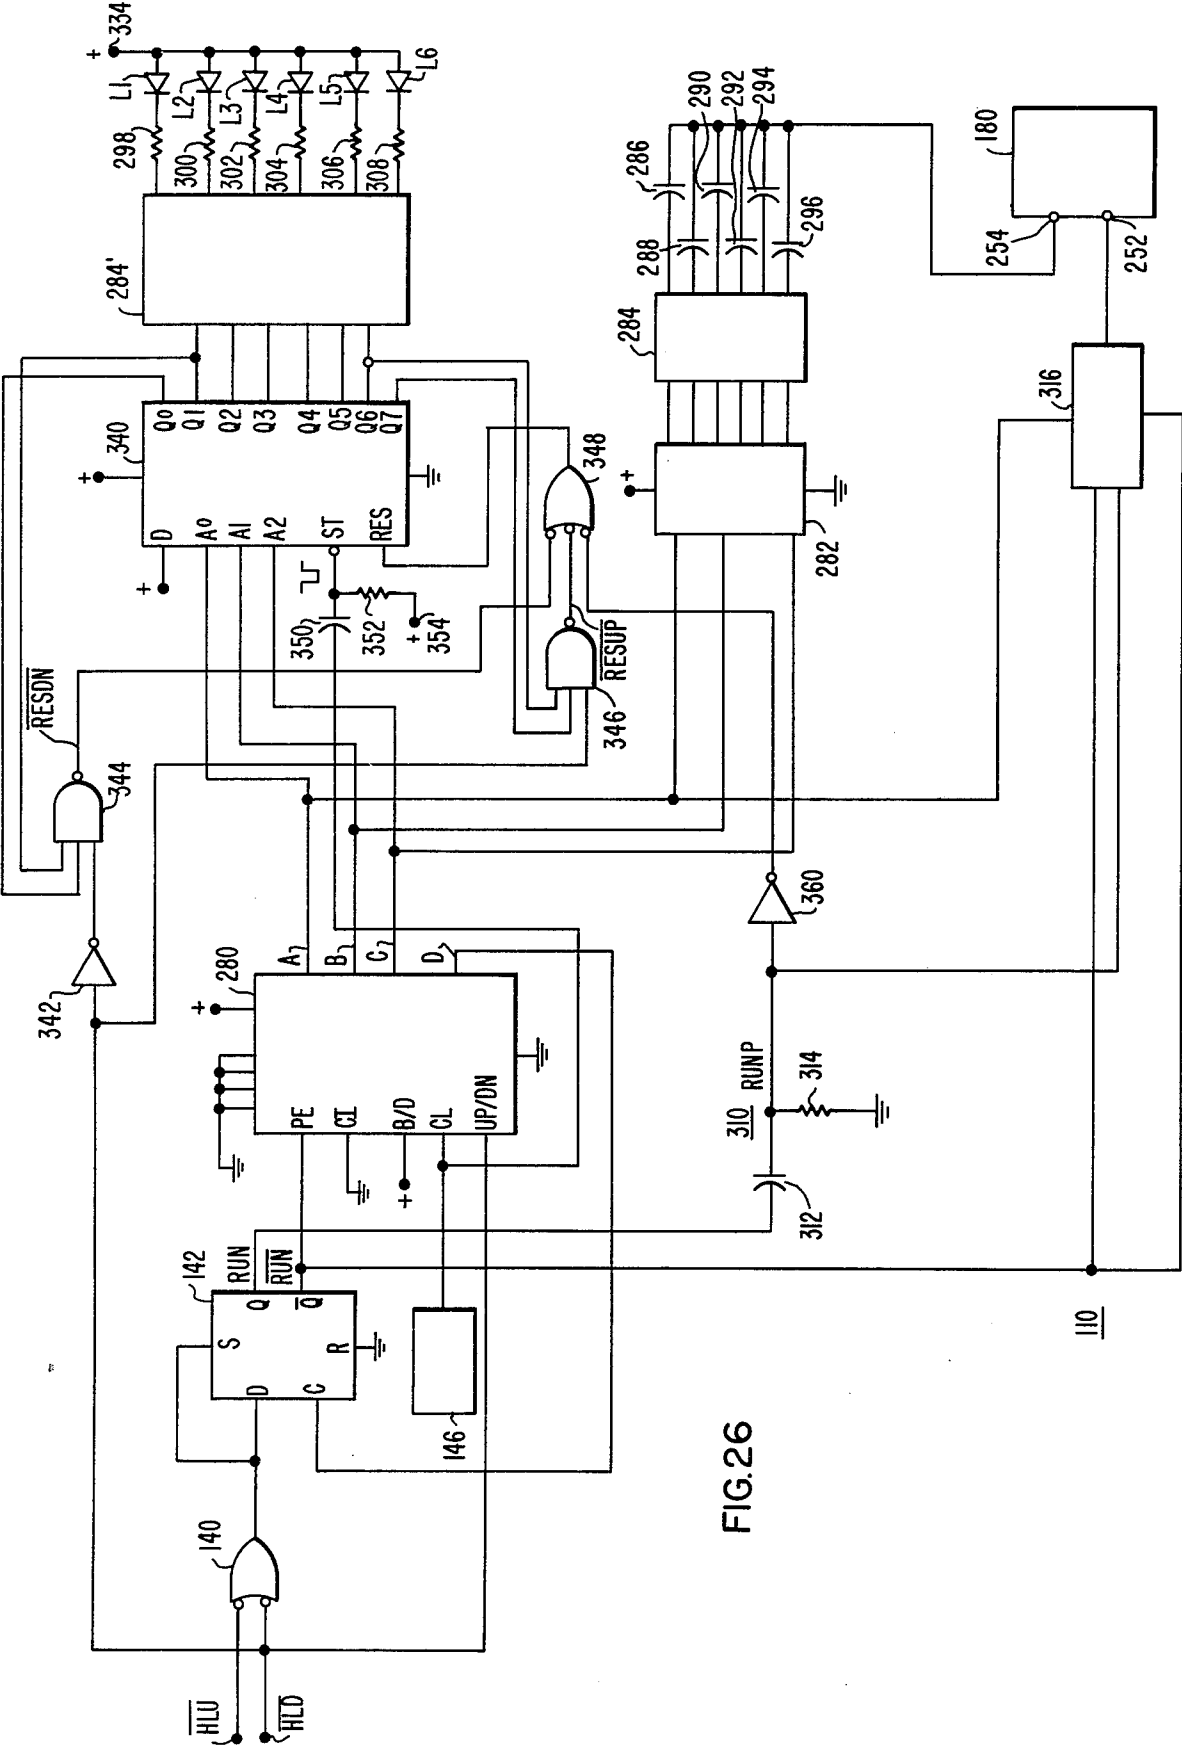 + 334
L1
L2
L3
L4
L5
L6
298
300
302
304
306
308
284'
340
+
Q0
Q1
Q2
Q3
Q4
Q5
Q6
Q7
D
A0
A1
A2
ST
RES
+
350
352
+ 354
348
RESUP
346
RESDN
344
342
286
288
290
292
294
296
284
+
282
180
254
252
316
280
+
A
B
C
D
PE
CI
B/D
CL
UP/DN
+
360
310
RUNP
314
312
142
RUN
RUN
S
Q
Q
D
C
R
146
140
HLU
HLD
110
FIG.26